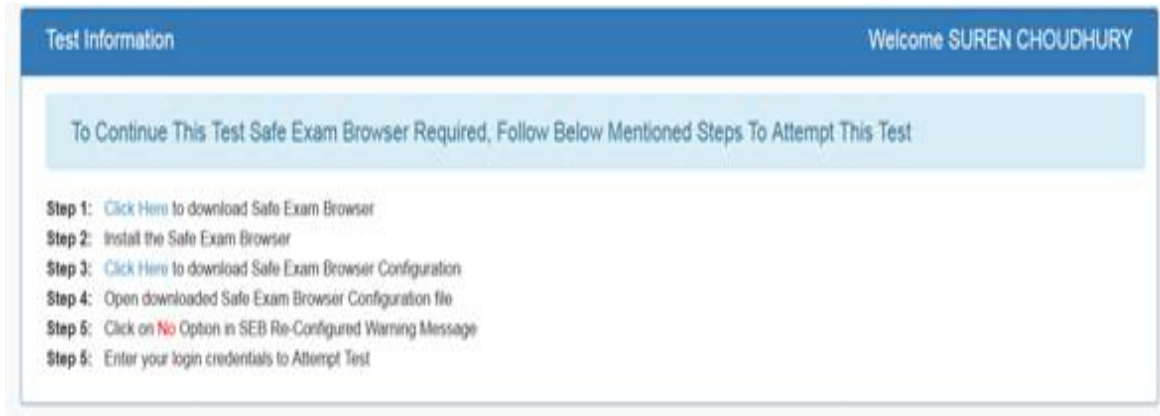 Test Information
Welcome SUREN CHOUDHURY
To Continue This Test Safe Exam Browser Required, Follow Below Mentioned Steps To Attempt This Test
Step 1: Click Here to download Safe Exam Browser
Step 2: Install the Safe Exam Browser
Step 3: Click Here to download Safe Exam Browser Configuration
Step 4: Open downloaded Safe Exam Browser Configuration file
Step 5: Click on No Option in SEB Re-Configured Warning Message
Step 5: Enter your login credentials to Attempt Test